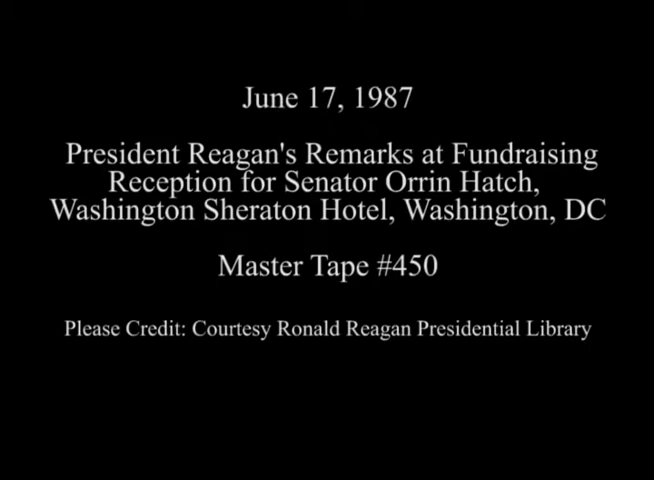 June 17, 1987
President Reagan's Remarks at Fundraising
Reception for Senator Orrin Hatch,
Washington Sheraton Hotel, Washington, DC
Master Tape #450
Please Credit: Courtesy Ronald Reagan Presidential Library